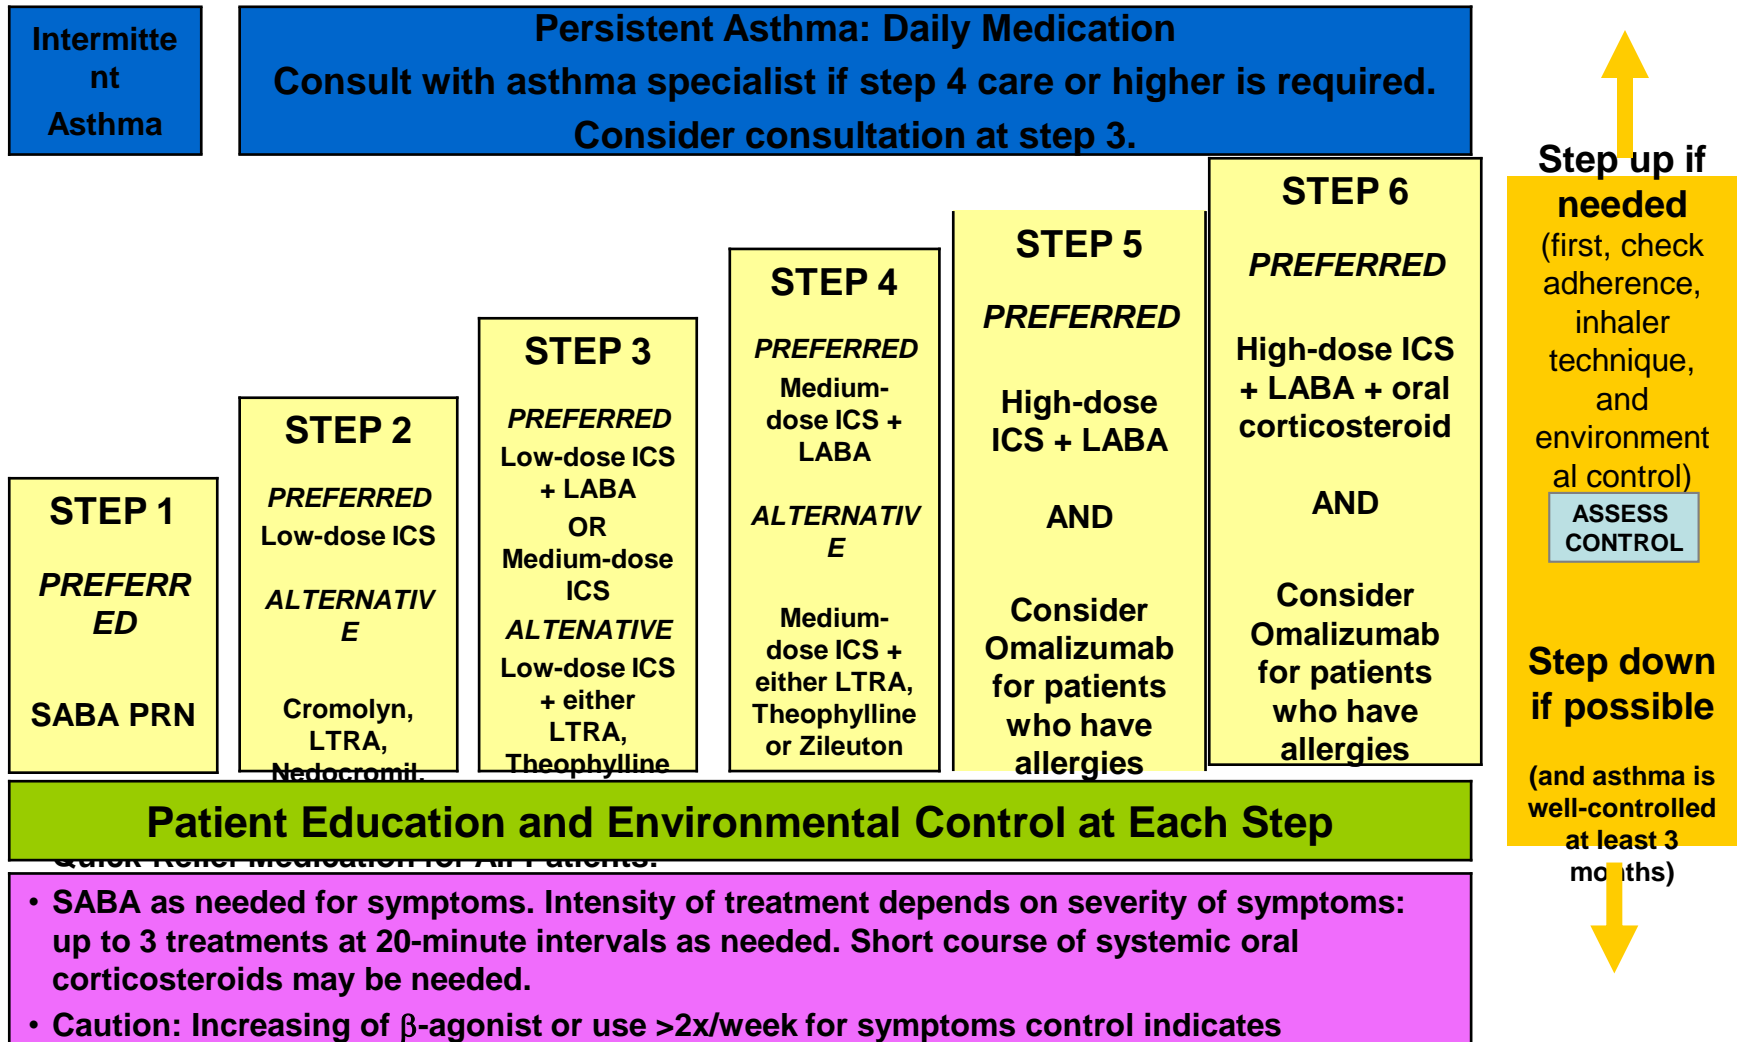 Intermitte
nt
Asthma
Persistent Asthma: Daily Medication
Consult with asthma specialist if step 4 care or higher is required.
Consider consultation at step 3.
STEP 1
PREFERR
ED
SABA PRN
STEP 2
PREFERRED
Low-dose ICS
ALTERNATIV
E
Cromolyn,
LTRA,
Nedocromil,
STEP 3
PREFERRED
Low-dose ICS
+ LABA
OR
Medium-dose
ICS
ALTENATIVE
Low-dose ICS
+ either
LTRA,
Theophylline
STEP 4
PREFERRED
Medium-
dose ICS +
LABA
ALTERNATIV
E
Medium-
dose ICS +
either LTRA,
Theophylline
or Zileuton
STEP 5
PREFERRED
High-dose
ICS + LABA
AND
Consider
Omalizumab
for patients
who have
allergies
STEP 6
PREFERRED
High-dose ICS
+ LABA + oral
corticosteroid
AND
Consider
Omalizumab
for patients
who have
allergies
Step up if
needed
(first, check
adherence,
inhaler
technique,
and
environment
al control)
ASSESS
CONTROL
Step down
if possible
(and asthma is
well-controlled
at least 3
months)
Patient Education and Environmental Control at Each Step
Quick-Relief Medication for All Patients:
• SABA as needed for symptoms. Intensity of treatment depends on severity of symptoms:
up to 3 treatments at 20-minute intervals as needed. Short course of systemic oral
corticosteroids may be needed.
• Caution: Increasing of β-agonist or use >2x/week for symptoms control indicates